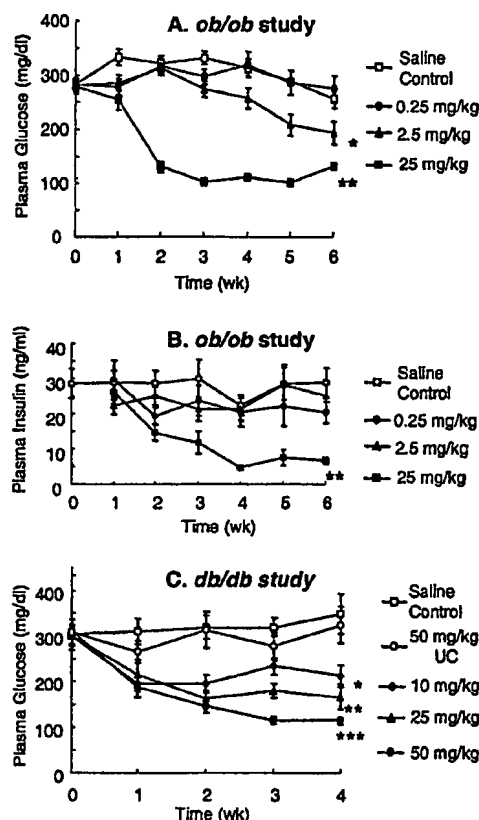 A. ob/ob study
Plasma Glucose (mg/dl)
400
300
200
100
0
0 1 2 3 4 5 6
Time (wk)
Saline
Control
0.25 mg/kg
2.5 mg/kg
25 mg/kg
*
**
B. ob/ob study
Plasma Insulin (ng/ml)
40
30
20
10
0
0 1 2 3 4 5 6
Time (wk)
Saline
Control
0.25 mg/kg
2.5 mg/kg
25 mg/kg
**
C. db/db study
Plasma Glucose (mg/dl)
400
300
200
100
0
0 1 2 3 4
Time (wk)
Saline
Control
50 mg/kg
UC
10 mg/kg
25 mg/kg
50 mg/kg
*
**
***